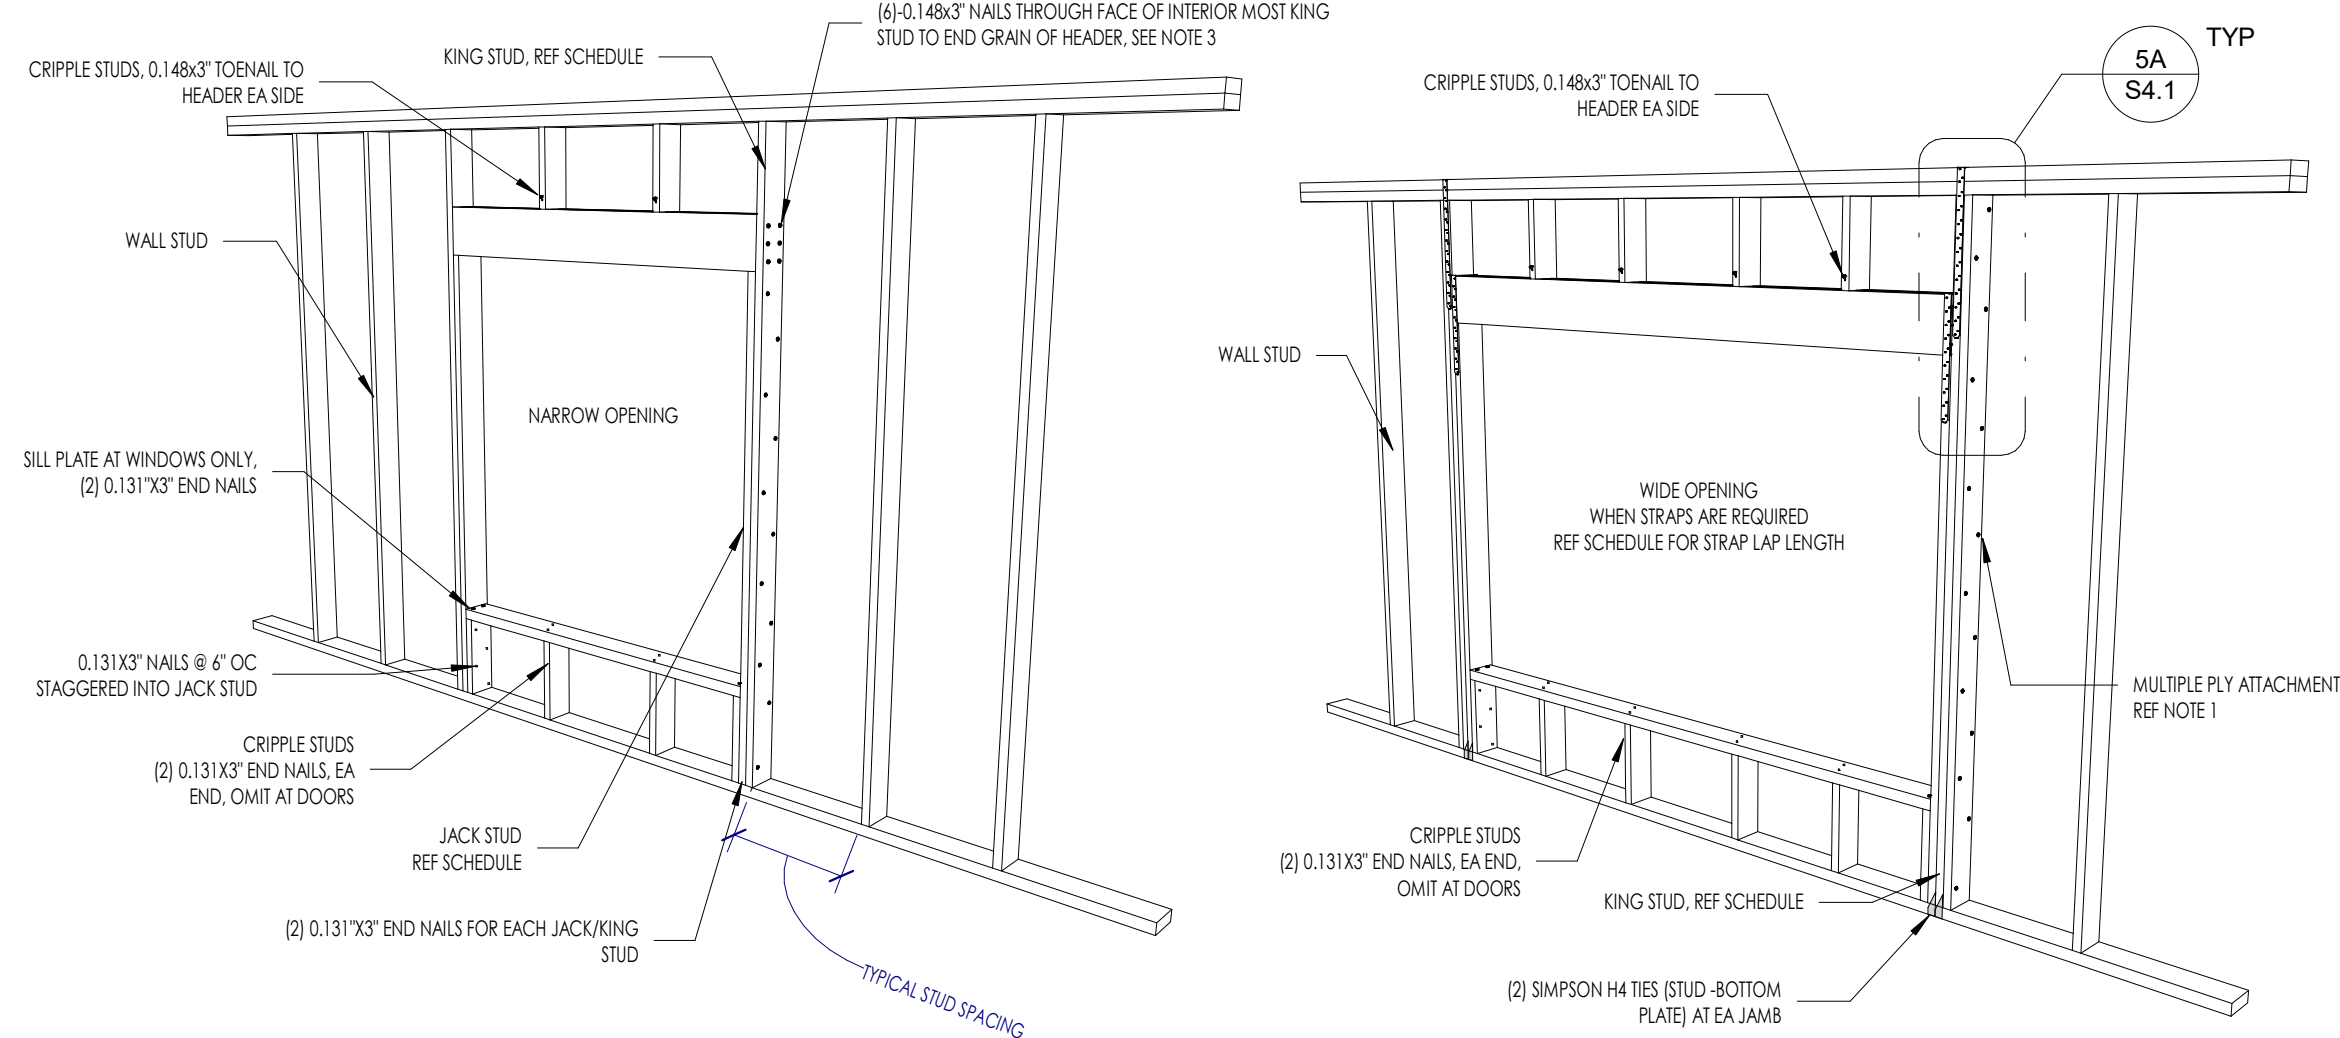 (6)-0.148x3" NAILS THROUGH FACE OF INTERIOR MOST KING
STUD TO END GRAIN OF HEADER, SEE NOTE 3
KING STUD, REF SCHEDULE
CRIPPLE STUDS, 0.148x3" TOENAIL TO
HEADER EA SIDE
WALL STUD
NARROW OPENING
SILL PLATE AT WINDOWS ONLY,
(2) 0.131"X3" END NAILS
0.131X3" NAILS @ 6" OC
STAGGERED INTO JACK STUD
CRIPPLE STUDS
(2) 0.131X3" END NAILS, EA
END, OMIT AT DOORS
JACK STUD
REF SCHEDULE
(2) 0.131"X3" END NAILS FOR EACH JACK/KING
STUD
TYPICAL STUD SPACING
TYP
5A
S4.1
CRIPPLE STUDS, 0.148x3" TOENAIL TO
HEADER EA SIDE
WALL STUD
WIDE OPENING
WHEN STRAPS ARE REQUIRED
REF SCHEDULE FOR STRAP LAP LENGTH
MULTIPLE PLY ATTACHMENT
REF NOTE 1
CRIPPLE STUDS
(2) 0.131X3" END NAILS, EA END,
OMIT AT DOORS
KING STUD, REF SCHEDULE
(2) SIMPSON H4 TIES (STUD -BOTTOM
PLATE) AT EA JAMB